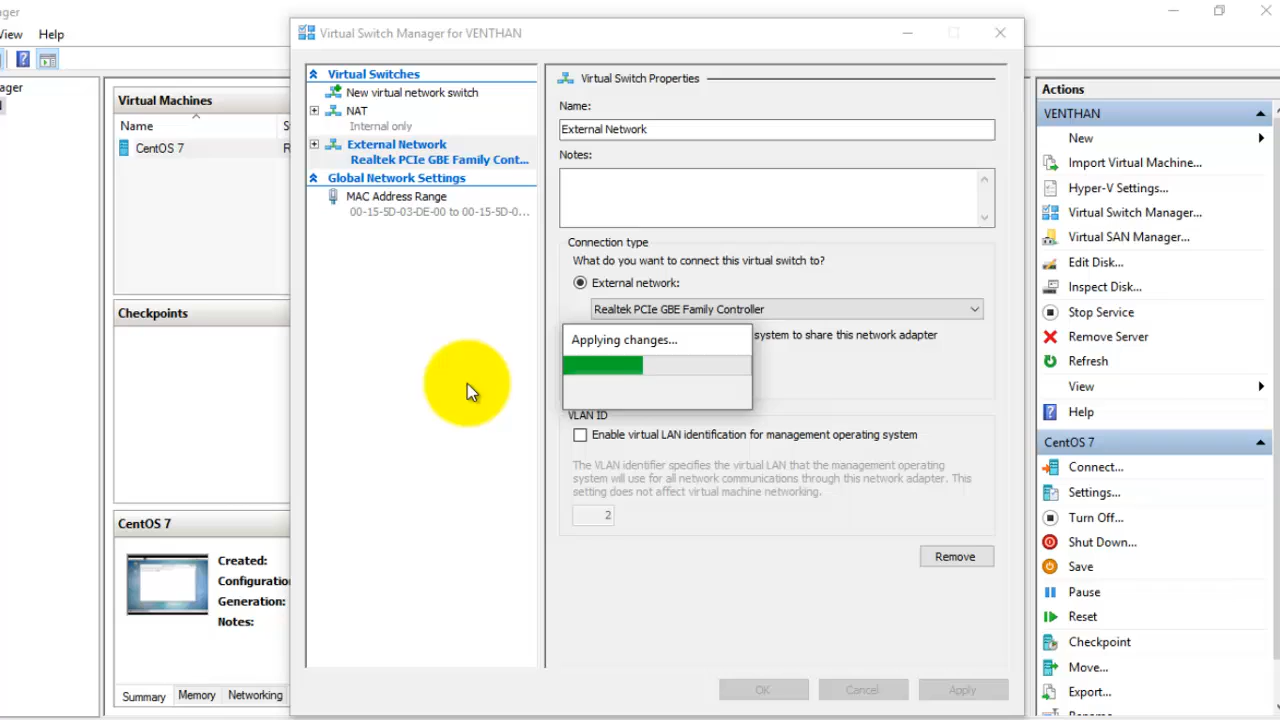 ager
View Help
ager
Virtual Machines
Name
CentOS 7
Checkpoints
CentOS 7
Created:
Configuration
Generation:
Notes:
Summary Memory Networking
Virtual Switch Manager for VENTHAN
Virtual Switches
New virtual network switch
NAT
Internal only
External Network
Realtek PCIe GBE Family Cont...
Global Network Settings
MAC Address Range
00-15-5D-03-DE-00 to 00-15-5D-0...
Virtual Switch Properties
Name:
External Network
Notes:
Connection type
What do you want to connect this virtual switch to?
External network:
Realtek PCIe GBE Family Controller
system to share this network adapter
Applying changes...
VLAN ID
Enable virtual LAN identification for management operating system
The VLAN identifier specifies the virtual LAN that the management operating
system will use for all network communications through this network adapter. This
setting does not affect virtual machine networking.
2
Remove
OK Cancel Apply
Actions
VENTHAN
New
Import Virtual Machine...
Hyper-V Settings...
Virtual Switch Manager...
Virtual SAN Manager...
Edit Disk...
Inspect Disk...
Stop Service
Remove Server
Refresh
View
Help
CentOS 7
Connect...
Settings...
Turn Off...
Shut Down...
Save
Pause
Reset
Checkpoint
Move...
Export...